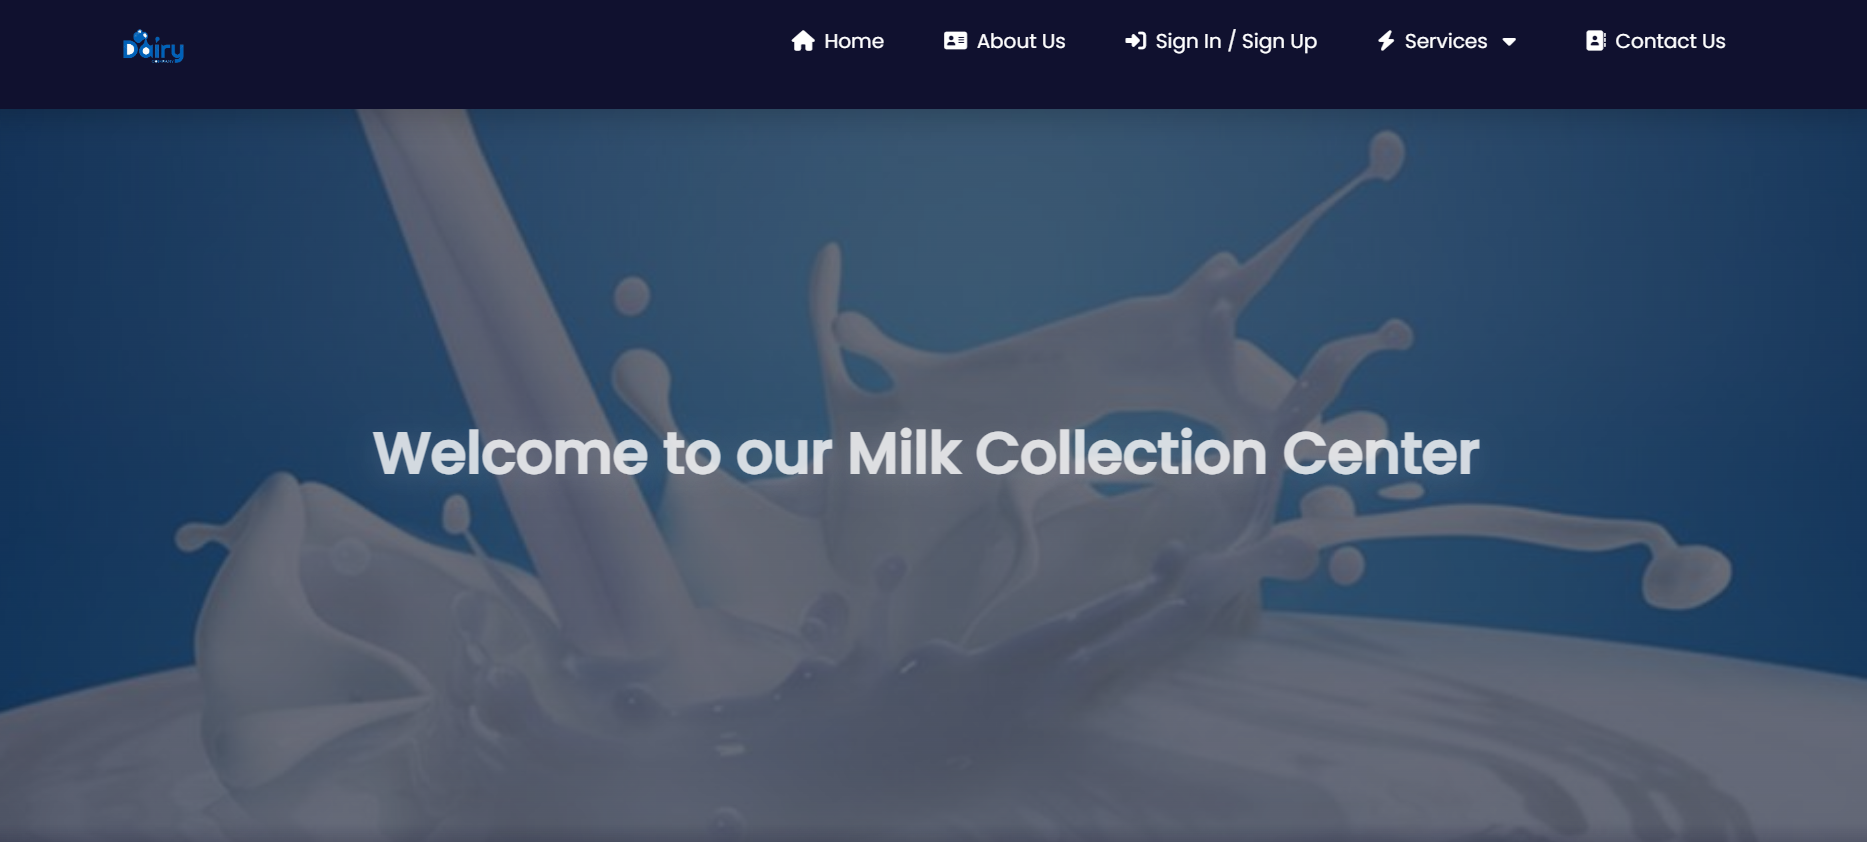 Dairy
Home
About Us
Sign In / Sign Up
Services
Contact Us
Welcome to our Milk Collection Center